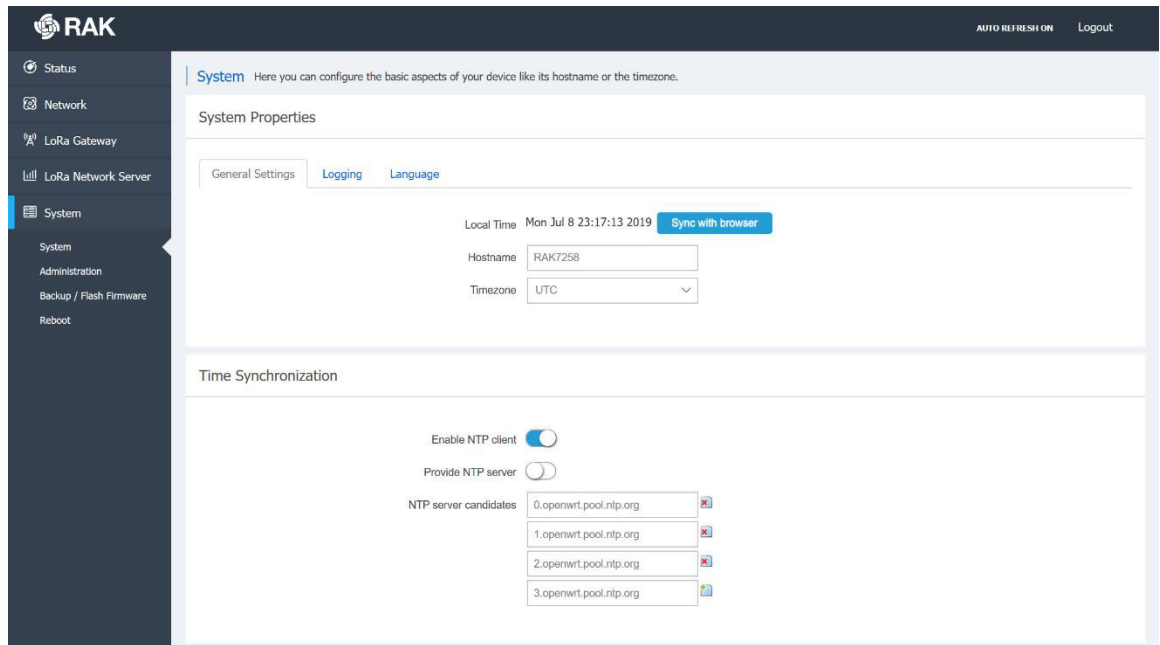 RAK
AUTO REFRESH ON
Logout
Status
Network
LoRa Gateway
LoRa Network Server
System
System
Administration
Backup / Flash Firmware
Reboot
System Here you can configure the basic aspects of your device like its hostname or the timezone.
System Properties
General Settings Logging Language
Local Time Mon Jul 8 23:17:13 2019 Sync with browser
Hostname RAK7258
Timezone UTC
Time Synchronization
Enable NTP client
Provide NTP server
NTP server candidates 0.openwrt.pool.ntp.org
1.openwrt.pool.ntp.org
2.openwrt.pool.ntp.org
3.openwrt.pool.ntp.org